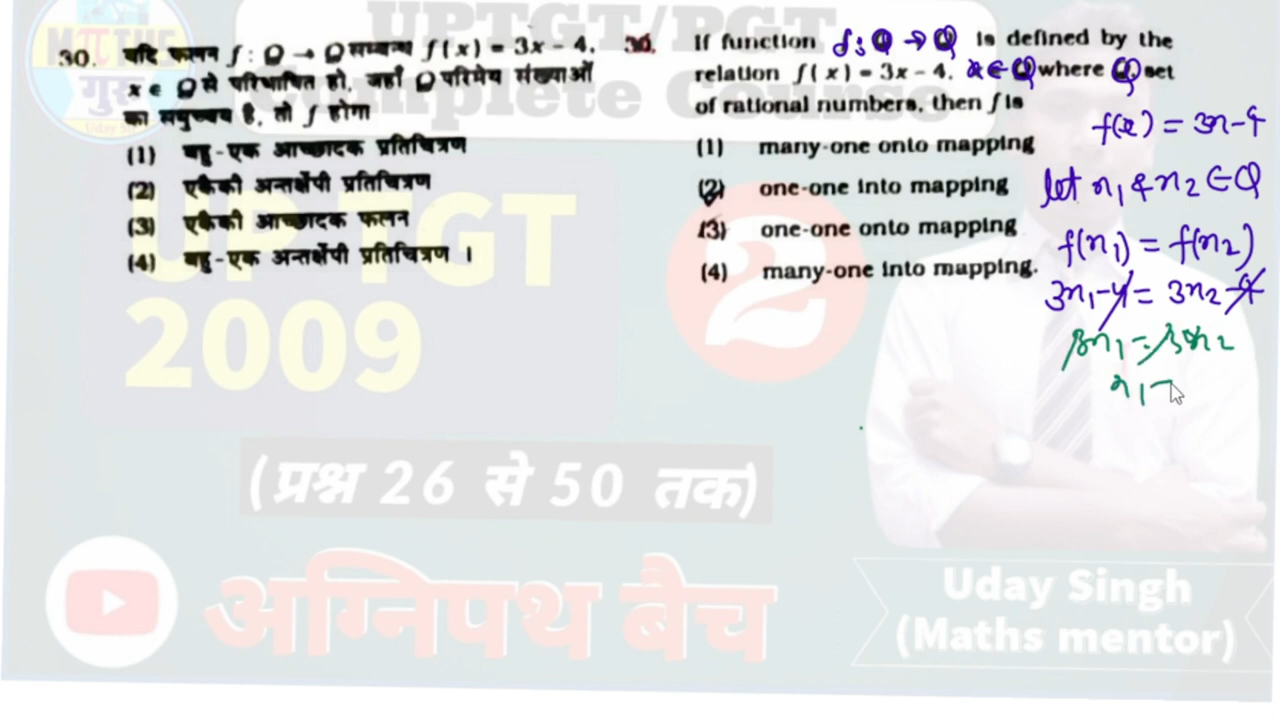 30. यदि फलन f : Q → Q सम्बन्ध f(x) = 3x − 4,
x ∈ Q से परिभाषित हो, जहाँ Q परिमेय संख्याओं
का समुच्चय है, तो f होगा
(1) बहु-एक आच्छादक प्रतिचित्रण
(2) एकैकी अन्तर्क्षेपी प्रतिचित्रण
(3) एकैकी आच्छादक फलन
(4) बहु-एक अन्तर्क्षेपी प्रतिचित्रण ।
30. If function f: Q → Q is defined by the
relation f(x) = 3x − 4, x ∈ Q where Q, set
of rational numbers, then f is
(1) many-one onto mapping
(2) one-one into mapping
(3) one-one onto mapping
(4) many-one into mapping.
f(x) = 3x-4
let x1 & x2 ∈ Q
f(x1) = f(x2)
3x1-4 = 3x2-4
3x1 = 3x2
x1 =
UPTGT/PGT
Complete Course
गुरु
UP TGT
2009
2
(प्रश्न 26 से 50 तक)
अग्निपथ बैच
Uday Singh
(Maths mentor)